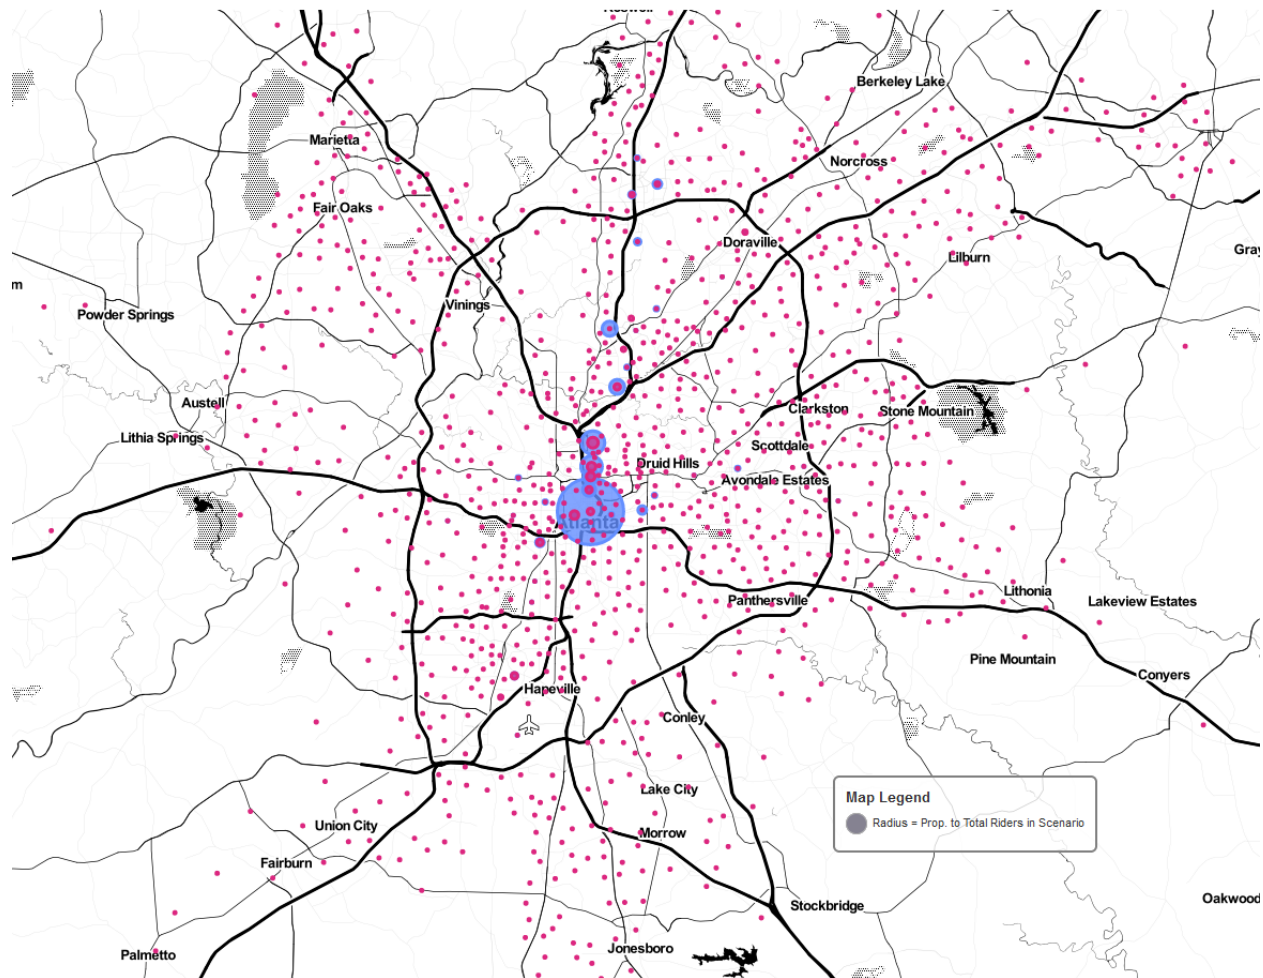 Roswell
Berkeley Lake
Marietta
Norcross
Fair Oaks
Doraville
Lilburn
Gray
m
Vinings
Powder Springs
Austell
Clarkston
Stone Mountain
Lithia Springs
Scottdale
Druid Hills
Avondale Estates
Atlanta
Lithonia
Panthersville
Lakeview Estates
Pine Mountain
Conyers
Hapeville
Conley
Lake City
Map Legend
Radius = Prop. to Total Riders in Scenario
Union City
Morrow
Fairburn
Stockbridge
Oakwood
Jonesboro
Palmetto